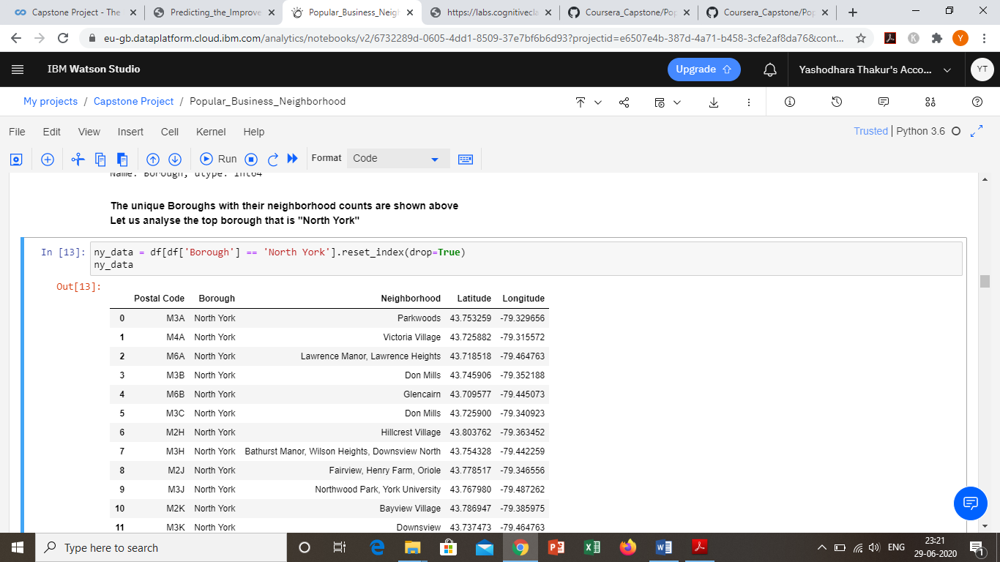 Capstone Project - The
Predicting_the_Improve
Popular_Business_Neigh
https://labs.cognitivecla
Coursera_Capstone/Pop
Coursera_Capstone/Pop
eu-gb.dataplatform.cloud.ibm.com/analytics/notebooks/v2/6732289d-0605-4dd1-8509-37e7bf6b6d93?projectid=e6507e4b-387d-4a71-b458-3cfe2af8da76&cont...
K
Y
IBM Watson Studio
Upgrade
Yashodhara Thakur's Acco...
YT
My projects / Capstone Project / Popular_Business_Neighborhood
File Edit View Insert Cell Kernel Help
Trusted | Python 3.6
Run
Format
Code
Name: Borough, dtype: int64
The unique Boroughs with their neighborhood counts are shown above
Let us analyse the top borough that is "North York"
In [13]: ny_data = df[df['Borough'] == 'North York'].reset_index(drop=True)
ny_data
Out[13]:
Postal Code Borough Neighborhood Latitude Longitude
0 M3A North York Parkwoods 43.753259 -79.329656
1 M4A North York Victoria Village 43.725882 -79.315572
2 M6A North York Lawrence Manor, Lawrence Heights 43.718518 -79.464763
3 M3B North York Don Mills 43.745906 -79.352188
4 M6B North York Glencairn 43.709577 -79.445073
5 M3C North York Don Mills 43.725900 -79.340923
6 M2H North York Hillcrest Village 43.803762 -79.363452
7 M3H North York Bathurst Manor, Wilson Heights, Downsview North 43.754328 -79.442259
8 M2J North York Fairview, Henry Farm, Oriole 43.778517 -79.346556
9 M3J North York Northwood Park, York University 43.767980 -79.487262
10 M2K North York Bayview Village 43.786947 -79.385975
11 M3K North York Downsview 43.737473 -79.464763
Type here to search
ENG
23:21
29-06-2020
1